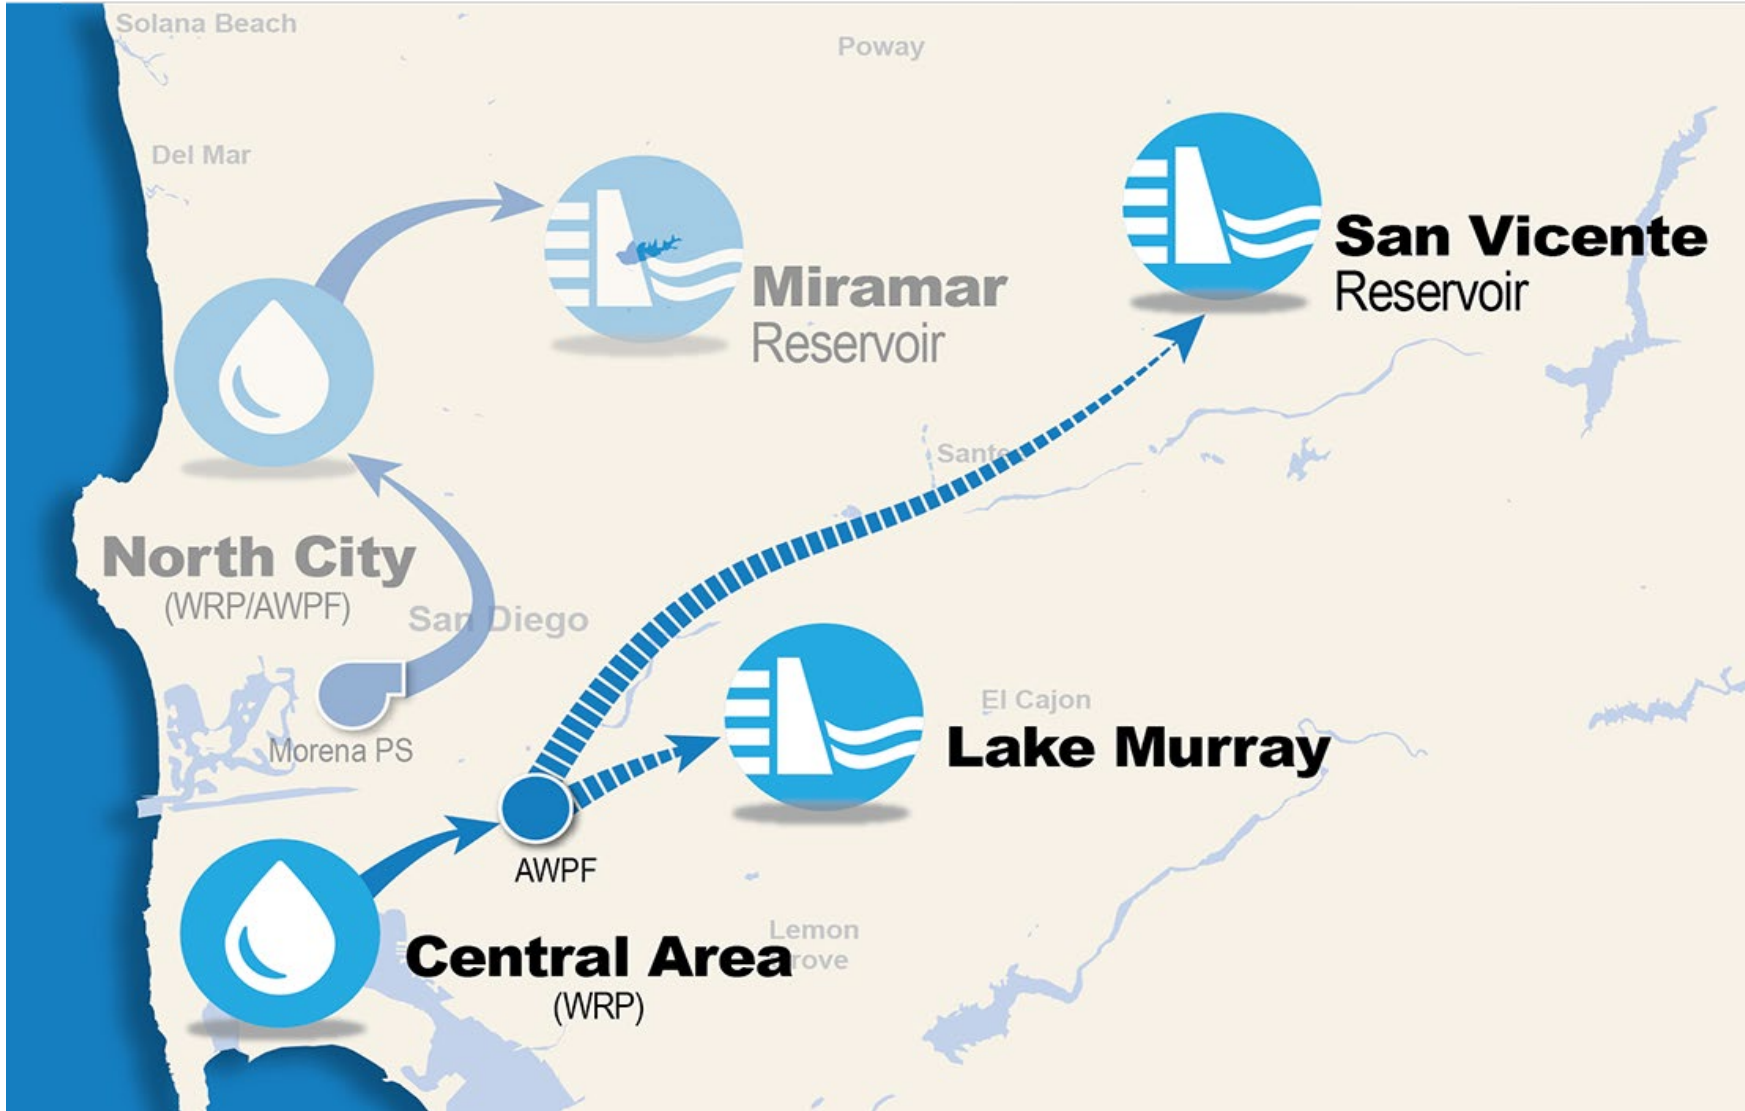 Solana Beach
Poway
Del Mar
San Vicente
Reservoir
Miramar
Reservoir
North City
(WRP/AWPF)
San Diego
Morena PS
El Cajon
Lake Murray
AWPF
Lemon
Central Area
(WRP)